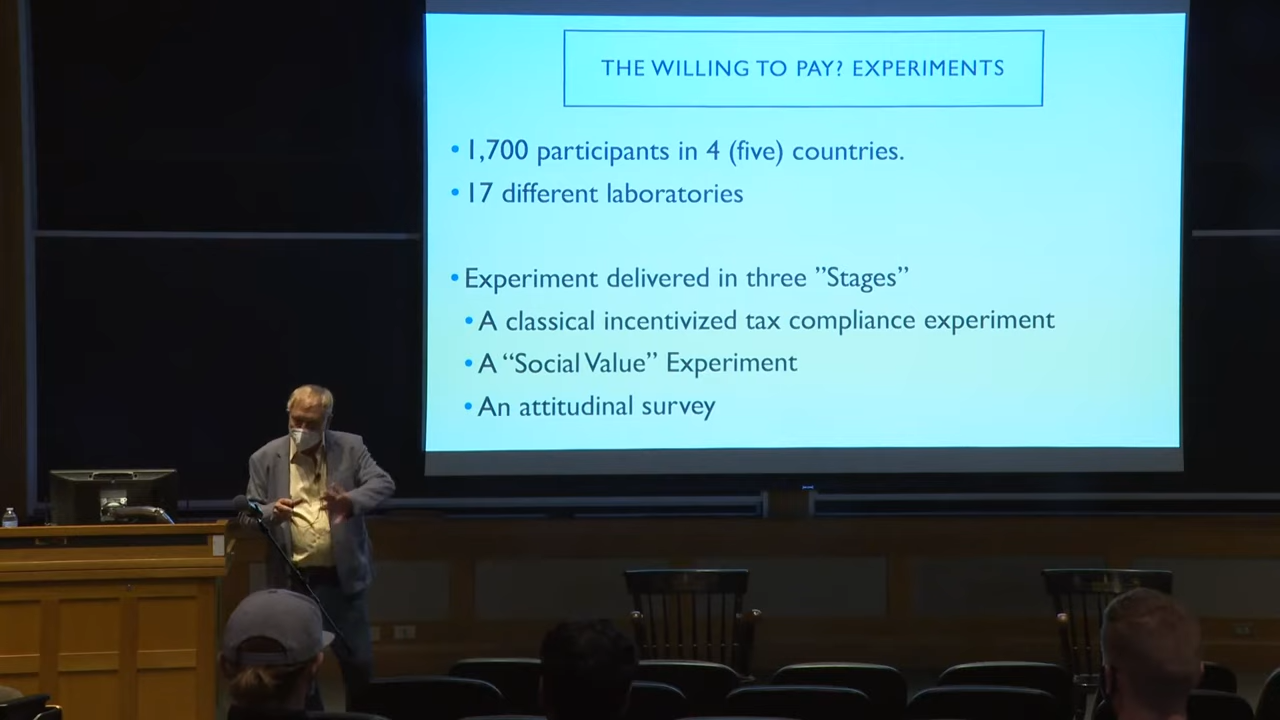 THE WILLING TO PAY? EXPERIMENTS
• 1,700 participants in 4 (five) countries.
• 17 different laboratories
• Experiment delivered in three ”Stages”
• A classical incentivized tax compliance experiment
• A “Social Value” Experiment
• An attitudinal survey